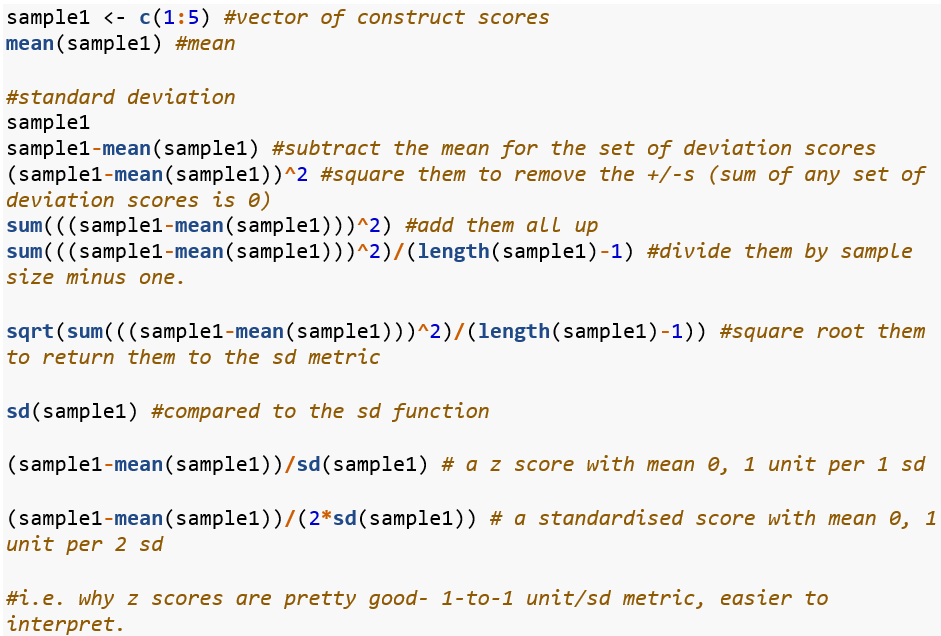 sample1 <- c(1:5) #vector of construct scores
mean(sample1) #mean
#standard deviation
sample1
sample1-mean(sample1) #subtract the mean for the set of deviation scores
(sample1-mean(sample1))^2 #square them to remove the +/-s (sum of any set of
deviation scores is 0)
sum(((sample1-mean(sample1)))^2) #add them all up
sum(((sample1-mean(sample1)))^2)/(length(sample1)-1) #divide them by sample
size minus one.
sqrt(sum(((sample1-mean(sample1)))^2)/(length(sample1)-1)) #square root them
to return them to the sd metric
sd(sample1) #compared to the sd function
(sample1-mean(sample1))/sd(sample1) # a z score with mean 0, 1 unit per 1 sd
(sample1-mean(sample1))/(2*sd(sample1)) # a standardised score with mean 0, 1
unit per 2 sd
#i.e. why z scores are pretty good- 1-to-1 unit/sd metric, easier to
interpret.